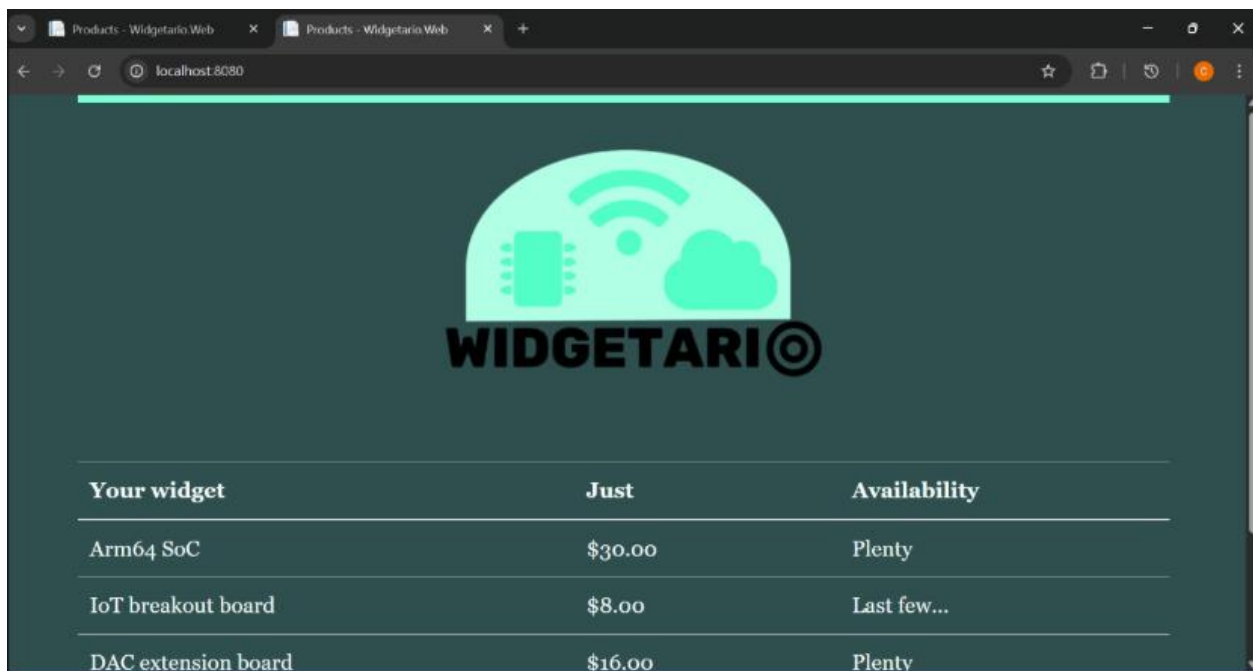 Products - Widgetario.Web
Products - Widgetario.Web
localhost:8080
C
WIDGETARIO
Your widget Just Availability
Arm64 SoC $30.00 Plenty
IoT breakout board $8.00 Last few...
DAC extension board $16.00 Plenty